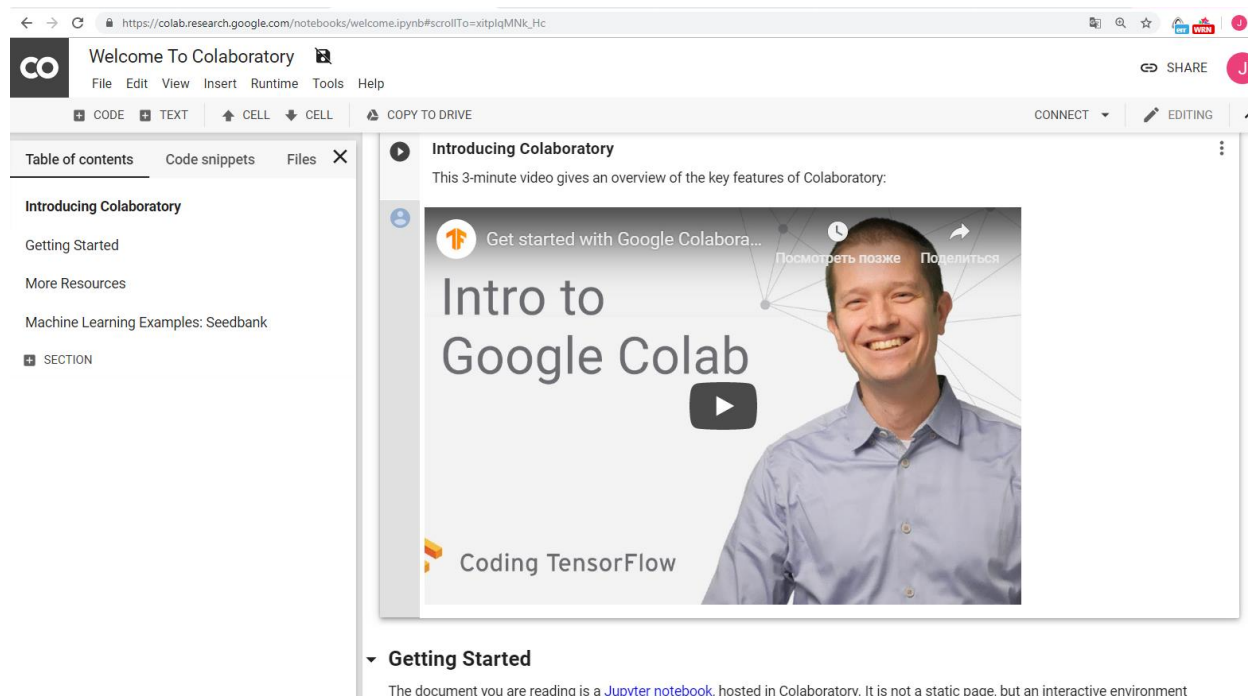 https://colab.research.google.com/notebooks/welcome.ipynb#scrollTo=xitplqMNk_Hc
err WRN J
CO Welcome To Colaboratory
SHARE J
File Edit View Insert Runtime Tools Help
CODE TEXT CELL CELL COPY TO DRIVE CONNECT EDITING
Table of contents Code snippets Files
Introducing Colaboratory
Getting Started
More Resources
Machine Learning Examples: Seedbank
SECTION
Introducing Colaboratory
This 3-minute video gives an overview of the key features of Colaboratory:
Get started with Google Colabora...
Посмотреть позже Поделиться
Intro to
Google Colab
Coding TensorFlow
Getting Started
The document you are reading is a Jupyter notebook, hosted in Colaboratory. It is not a static page, but an interactive environment